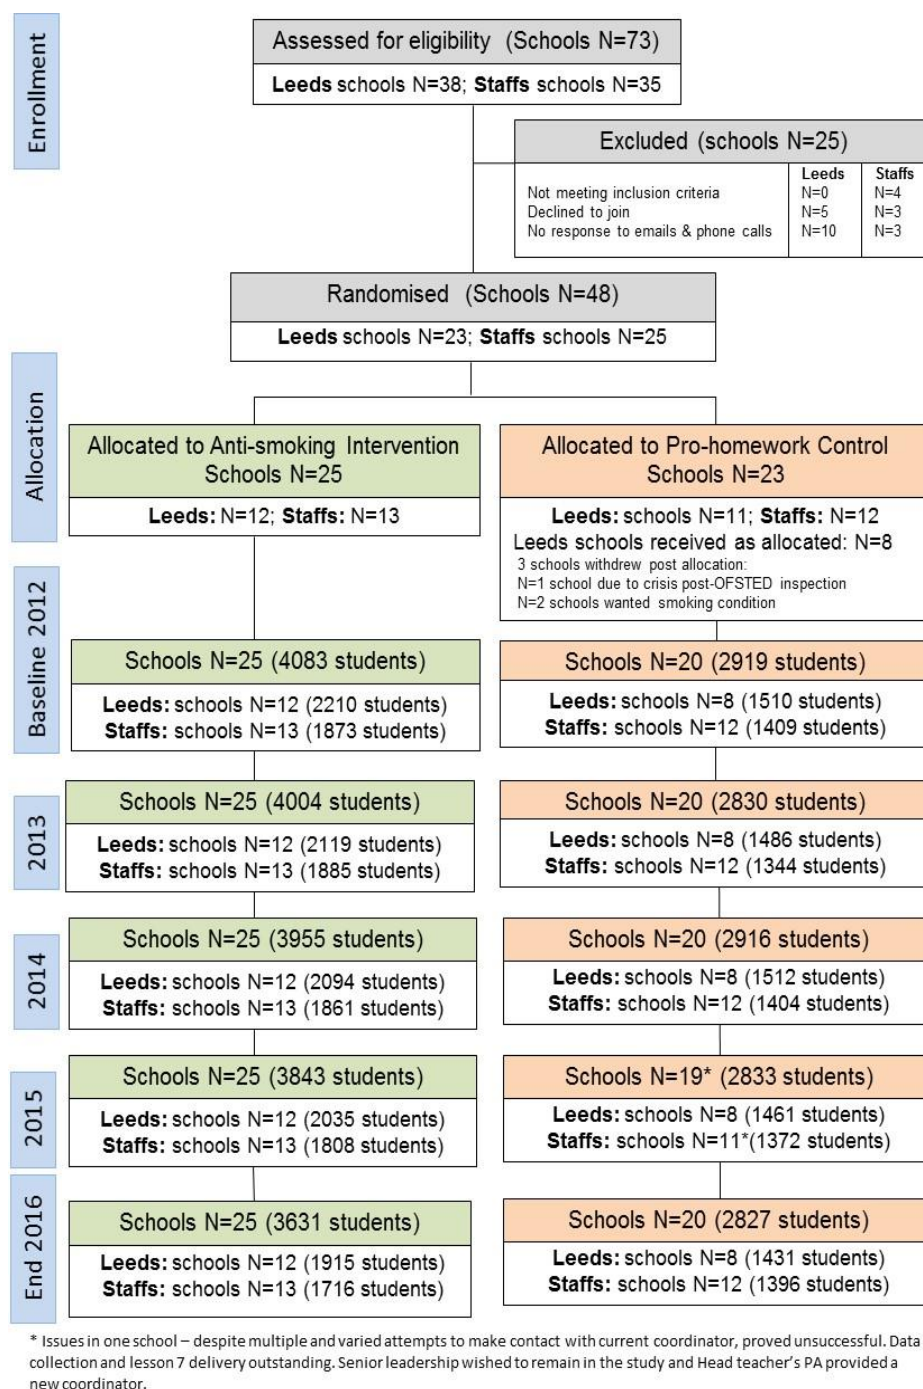 Enrollment
Assessed for eligibility (Schools N=73)
Leeds schools N=38; Staffs schools N=35
Excluded (schools N=25)
Leeds Staffs
Not meeting inclusion criteria N=0 N=4
Declined to join N=5 N=3
No response to emails & phone calls N=10 N=3
Randomised (Schools N=48)
Leeds schools N=23; Staffs schools N=25
Allocation
Allocated to Anti-smoking Intervention
Schools N=25
Leeds: N=12; Staffs: N=13
Allocated to Pro-homework Control
Schools N=23
Leeds: schools N=11; Staffs: N=12
Leeds schools received as allocated: N=8
3 schools withdrew post allocation:
N=1 school due to crisis post-OFSTED inspection
N=2 schools wanted smoking condition
Baseline 2012
Schools N=25 (4083 students)
Leeds: schools N=12 (2210 students)
Staffs: schools N=13 (1873 students)
Schools N=20 (2919 students)
Leeds: schools N=8 (1510 students)
Staffs: schools N=12 (1409 students)
2013
Schools N=25 (4004 students)
Leeds: schools N=12 (2119 students)
Staffs: schools N=13 (1885 students)
Schools N=20 (2830 students)
Leeds: schools N=8 (1486 students)
Staffs: schools N=12 (1344 students)
2014
Schools N=25 (3955 students)
Leeds: schools N=12 (2094 students)
Staffs: schools N=13 (1861 students)
Schools N=20 (2916 students)
Leeds: schools N=8 (1512 students)
Staffs: schools N=12 (1404 students)
2015
Schools N=25 (3843 students)
Leeds: schools N=12 (2035 students)
Staffs: schools N=13 (1808 students)
Schools N=19* (2833 students)
Leeds: schools N=8 (1461 students)
Staffs: schools N=11*(1372 students)
End 2016
Schools N=25 (3631 students)
Leeds: schools N=12 (1915 students)
Staffs: schools N=13 (1716 students)
Schools N=20 (2827 students)
Leeds: schools N=8 (1431 students)
Staffs: schools N=12 (1396 students)
* Issues in one school – despite multiple and varied attempts to make contact with current coordinator, proved unsuccessful. Data
collection and lesson 7 delivery outstanding. Senior leadership wished to remain in the study and Head teacher's PA provided a
new coordinator.